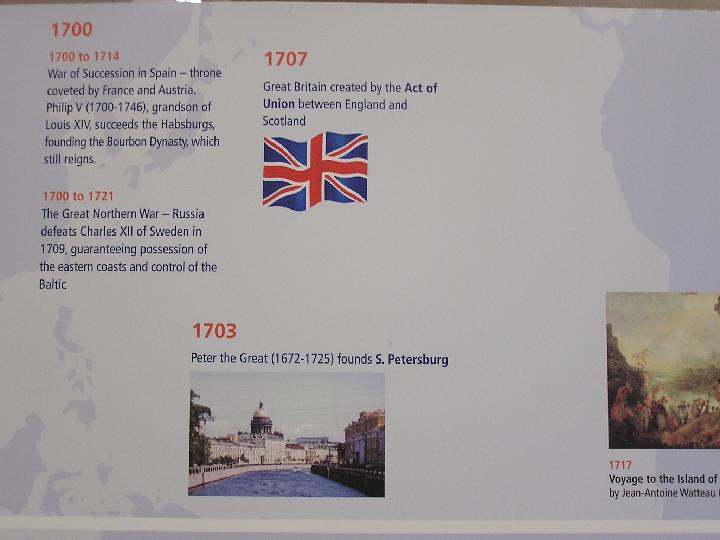 1700
1700 to 1714
War of Succession in Spain – throne
coveted by France and Austria.
Philip V (1700-1746), grandson of
Louis XIV, succeeds the Habsburgs,
founding the Bourbon Dynasty, which
still reigns.
1700 to 1721
The Great Northern War – Russia
defeats Charles XII of Sweden in
1709, guaranteeing possession of
the eastern coasts and control of the
Baltic
1707
Great Britain created by the Act of
Union between England and
Scotland
1703
Peter the Great (1672-1725) founds S. Petersburg
1717
Voyage to the Island of
by Jean-Antoine Watteau (